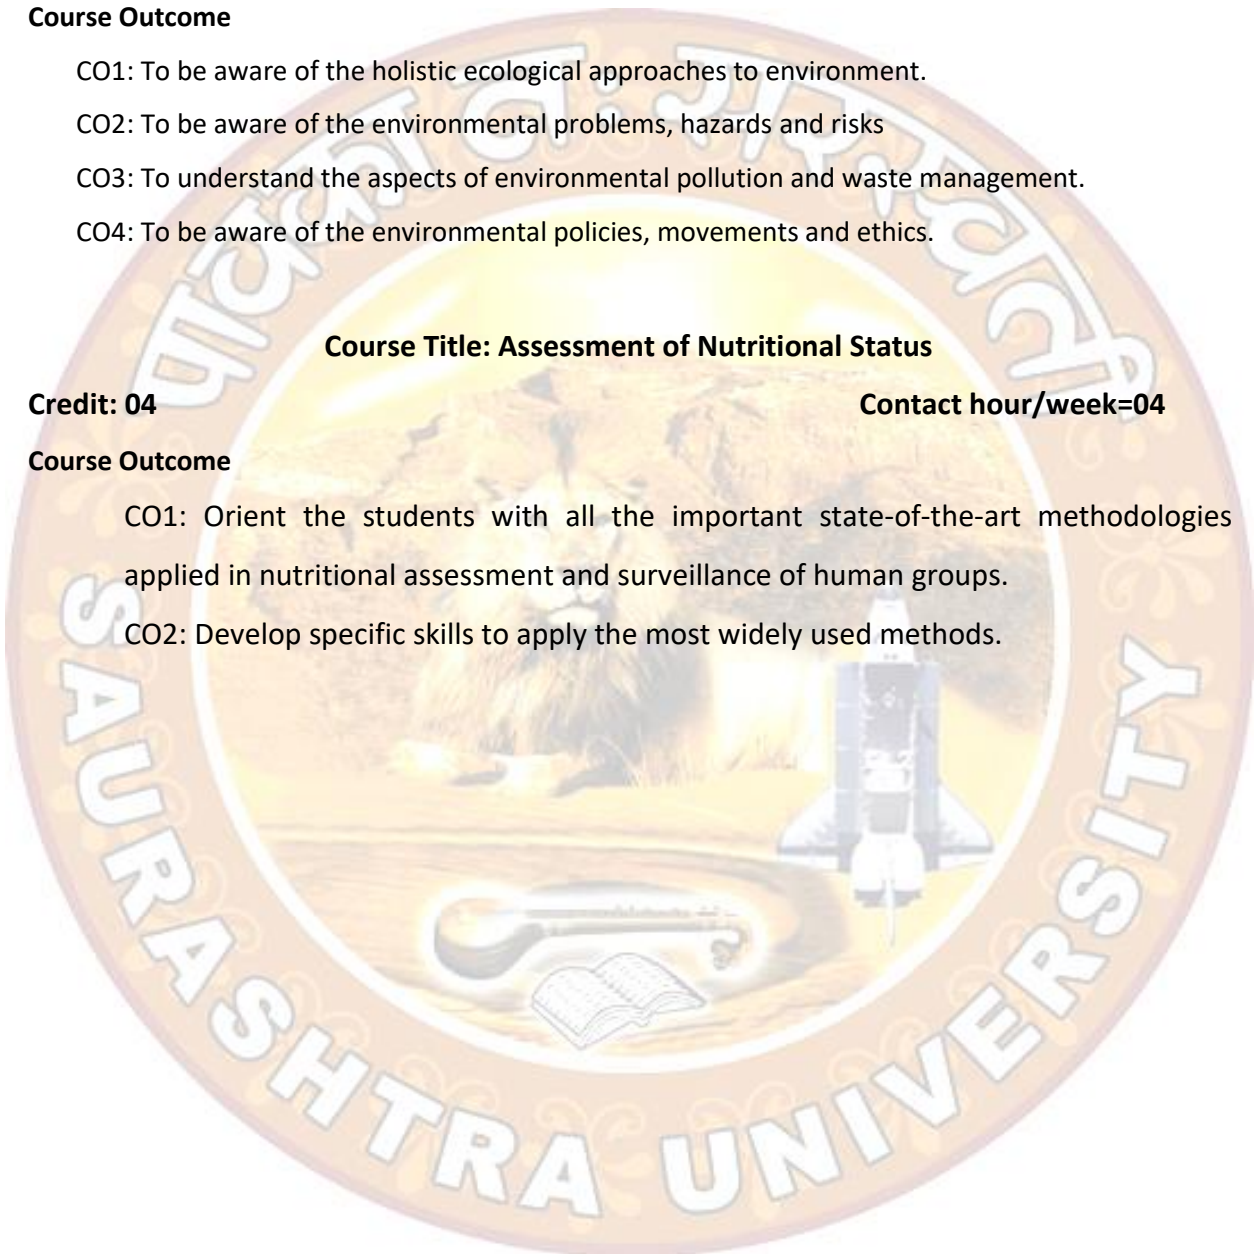 Course Outcome
CO1: To be aware of the holistic ecological approaches to environment.
CO2: To be aware of the environmental problems, hazards and risks
CO3: To understand the aspects of environmental pollution and waste management.
CO4: To be aware of the environmental policies, movements and ethics.
Course Title: Assessment of Nutritional Status
Credit: 04 Contact hour/week=04
Course Outcome
CO1: Orient the students with all the important state-of-the-art methodologies
applied in nutritional assessment and surveillance of human groups.
CO2: Develop specific skills to apply the most widely used methods.
पावका नः सरस्वती
SAURASHTRA UNIVERSITY